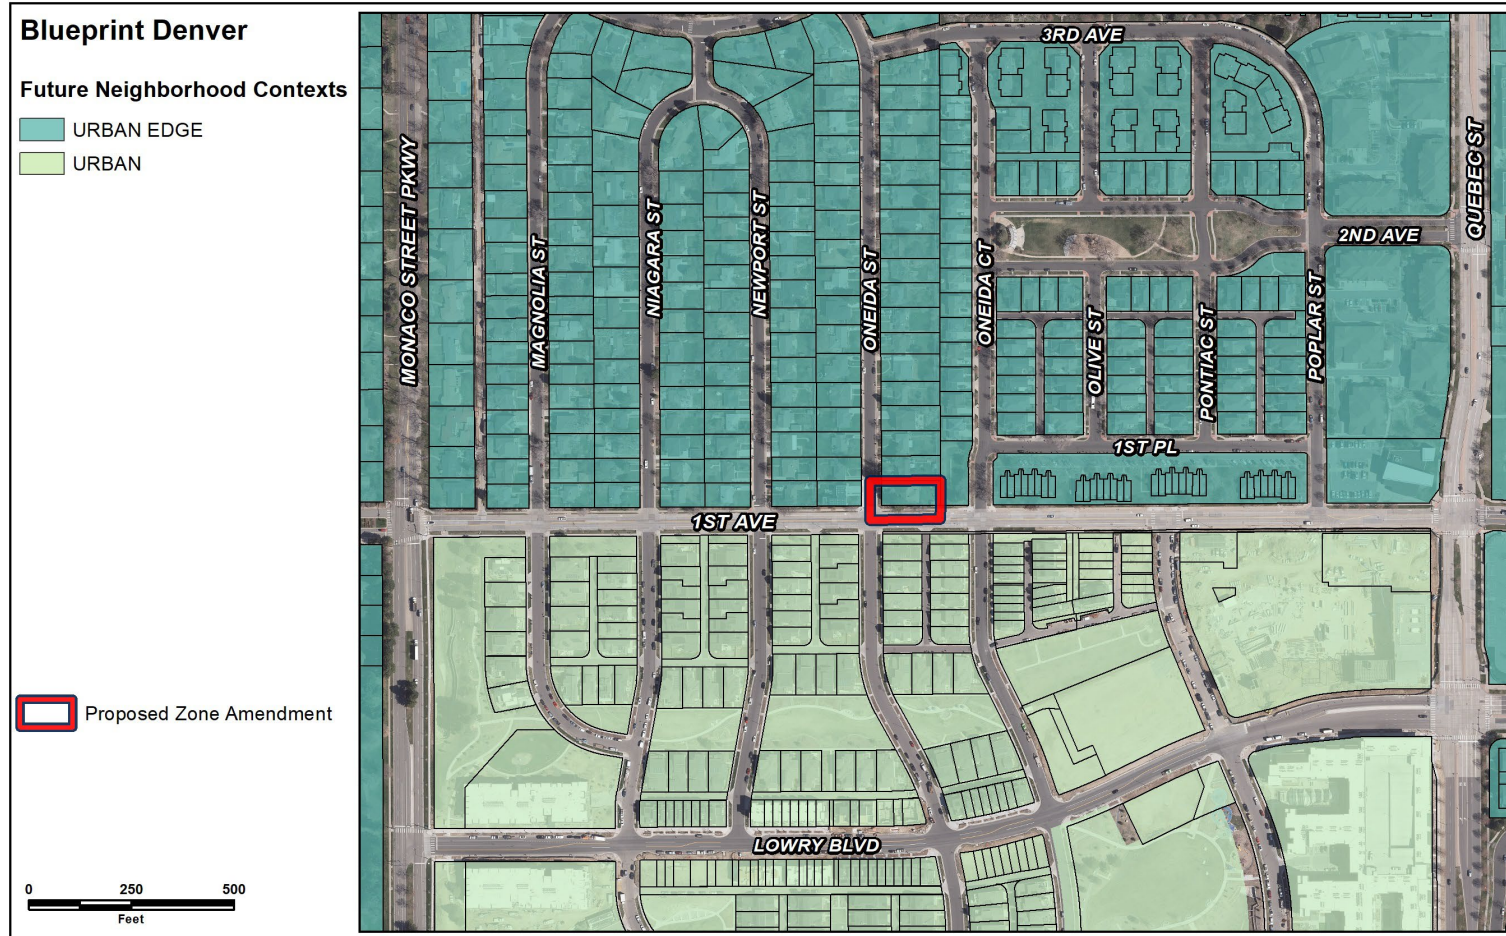 Blueprint Denver
Future Neighborhood Contexts
URBAN EDGE
URBAN
Proposed Zone Amendment
0 250 500
Feet
3RD AVE
MONACO STREET PKWY
MAGNOLIA ST
NIAGARA ST
NEWPORT ST
ONEIDA ST
ONEIDA CT
OLIVE ST
PONTIAC ST
POPLAR ST
QUEBEC ST
2ND AVE
1ST PL
1ST AVE
LOWRY BLVD